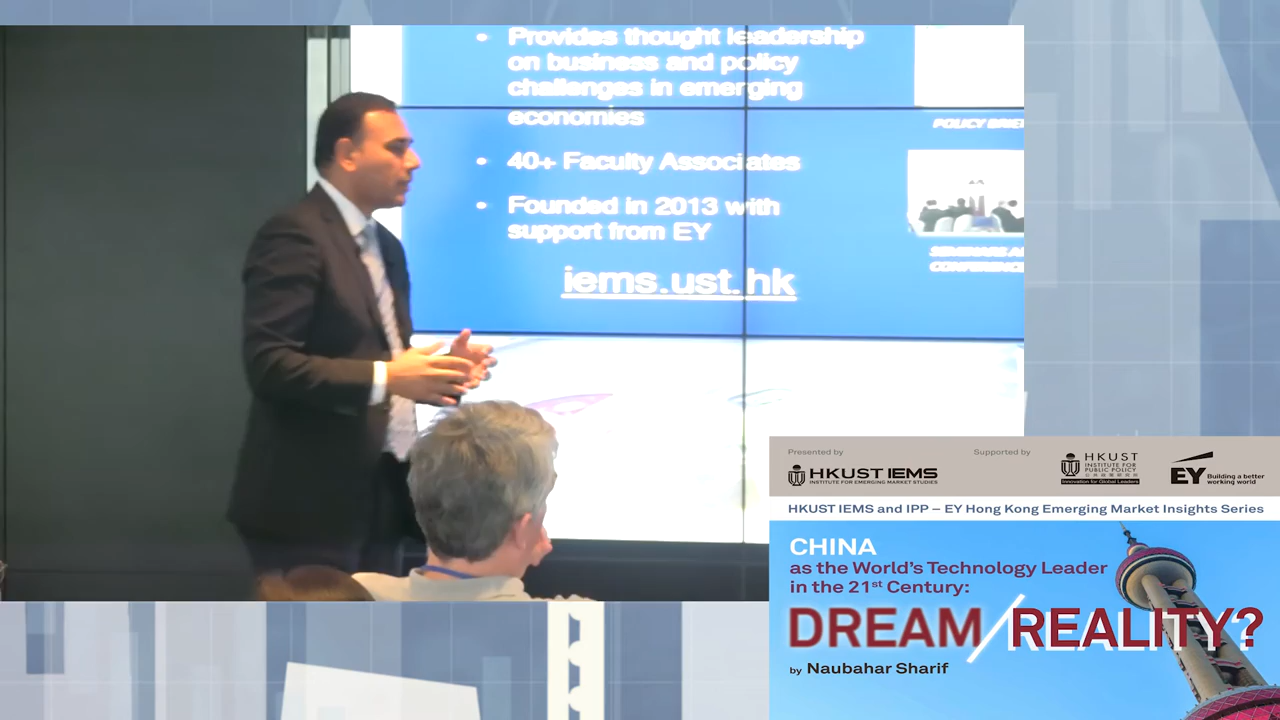 • Provides thought leadership
on business and policy
challenges in emerging
economies
• 40+ Faculty Associates
• Founded in 2013 with
support from EY
iems.ust.hk
POLICY BRIE
SEMINARS A
CONFERENC
Presented by
HKUST IEMS
INSTITUTE FOR EMERGING MARKET STUDIES
Supported by
HKUST
INSTITUTE FOR
PUBLIC POLICY
Innovation for Global Leaders
EY Building a better
working world
HKUST IEMS and IPP – EY Hong Kong Emerging Market Insights Series
CHINA
as the World's Technology Leader
in the 21st Century:
DREAM/REALITY?
by Naubahar Sharif